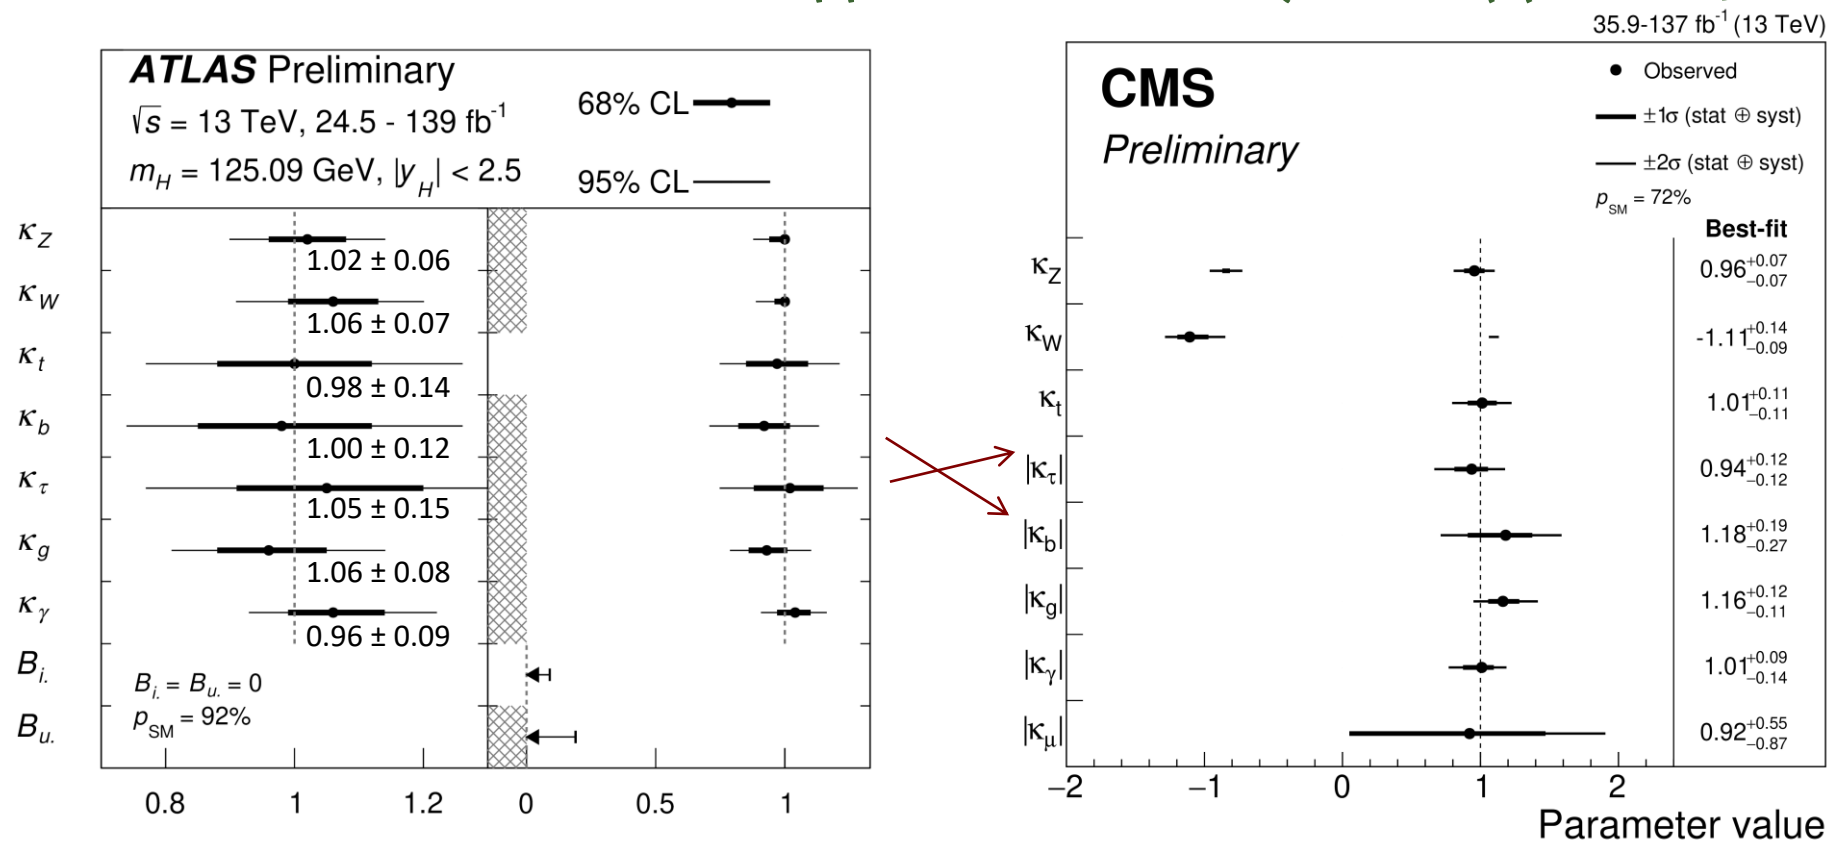 ATLAS Preliminary
√s = 13 TeV, 24.5 - 139 fb⁻¹
m_H = 125.09 GeV, |y_H| < 2.5
68% CL
95% CL
κ_Z
1.02 ± 0.06
κ_W
1.06 ± 0.07
κ_t
0.98 ± 0.14
κ_b
1.00 ± 0.12
κ_τ
1.05 ± 0.15
κ_g
1.06 ± 0.08
κ_γ
0.96 ± 0.09
B_i.
B_u.
B_i. = B_u. = 0
p_SM = 92%
0.8 1 1.2 0 0.5 1
35.9-137 fb⁻¹ (13 TeV)
CMS
Preliminary
Observed
±1σ (stat ⊕ syst)
±2σ (stat ⊕ syst)
p_SM = 72%
Best-fit
κ_Z 0.96 +0.07 −0.07
κ_W -1.11 +0.14 −0.09
κ_t 1.01 +0.11 −0.11
|κ_τ| 0.94 +0.12 −0.12
|κ_b| 1.18 +0.19 −0.27
|κ_g| 1.16 +0.12 −0.11
|κ_γ| 1.01 +0.09 −0.14
|κ_μ| 0.92 +0.55 −0.87
−2 −1 0 1 2
Parameter value